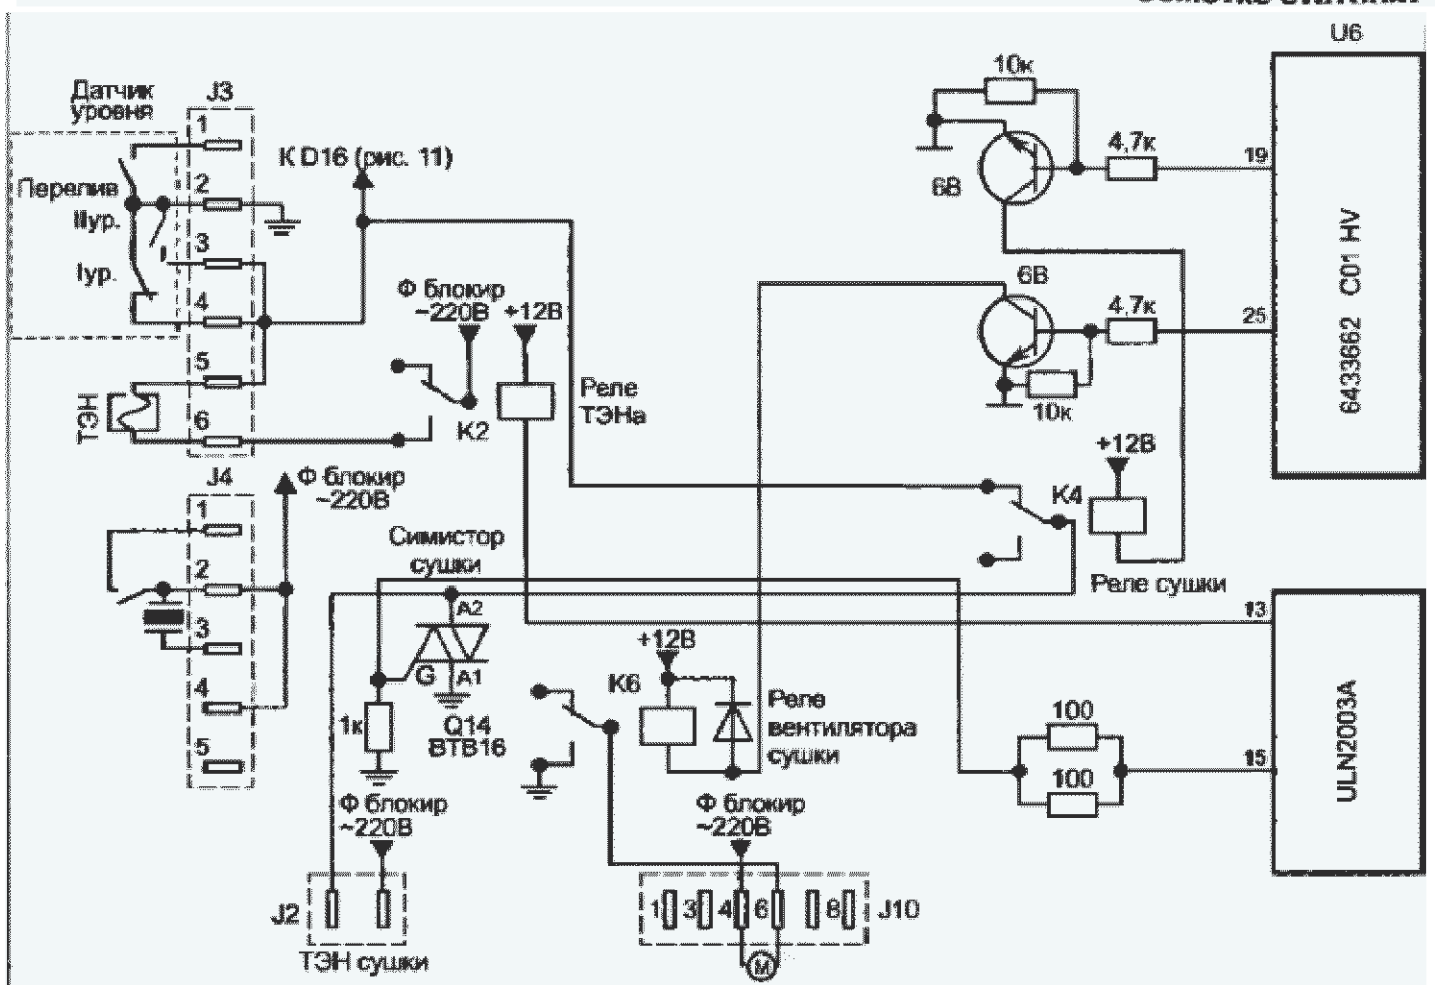 U6
10к
Датчик
уровня
J3
1
К D16 (рис. 11)
4,7к
19
Перелив
2
6В
IIур.
3
Iур.
4
Ф блокир
~220В
+12В
6В
4,7к
25
6433662 C01 HV
5
Реле
ТЭНа
10к
ТЭН
6
К2
+12В
J4
Ф блокир
~220В
К4
1
Симистор
сушки
2
Реле сушки
A2
13
3
+12В
G
A1
К6
4
Реле
вентилятора
сушки
1к
Q14
BTB16
100
5
15
100
ULN2003A
Ф блокир
~220В
Ф блокир
~220В
J2
1
3
4
6
8
J10
ТЭН сушки
М